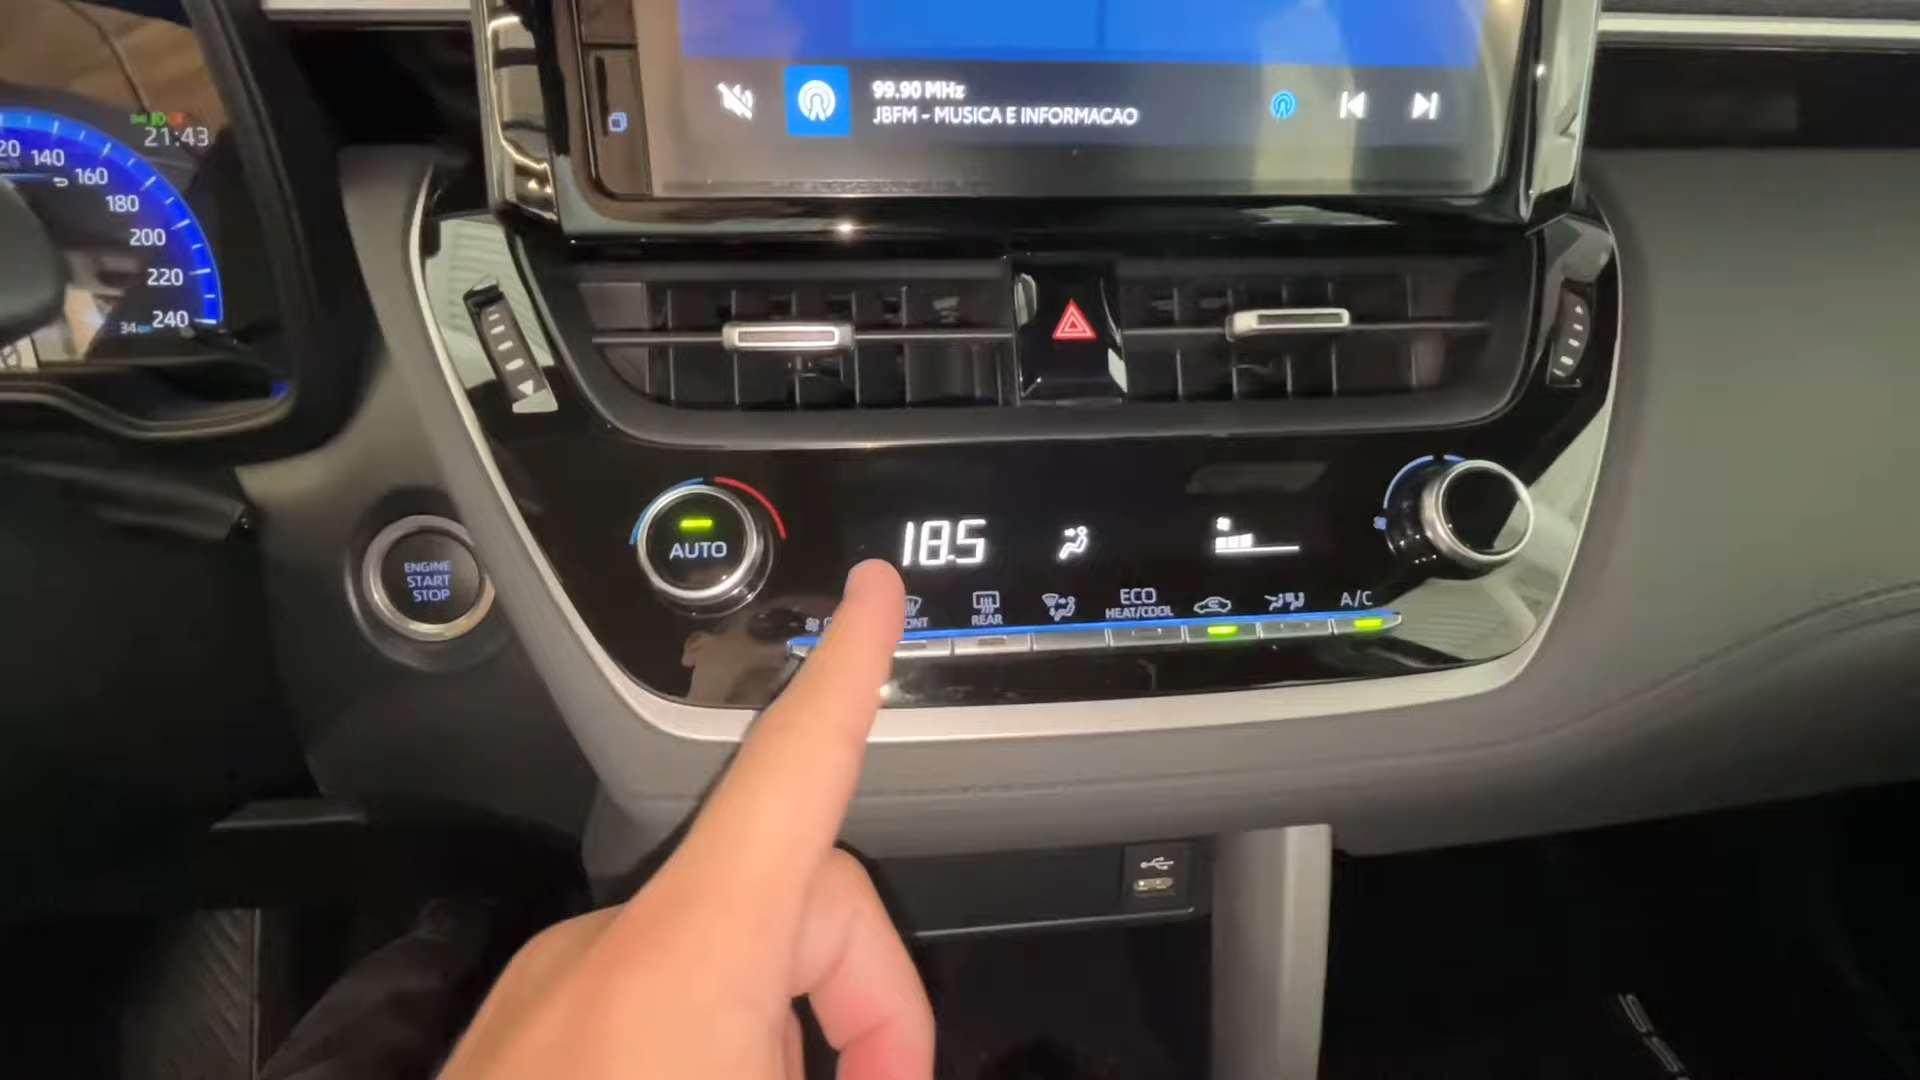 99.90 MHz
JBFM - MUSICA E INFORMACAO
21:43
140
160
180
200
220
240
34
ENGINE
START
STOP
AUTO
18.5
REAR
ECO
HEAT/COOL
A/C